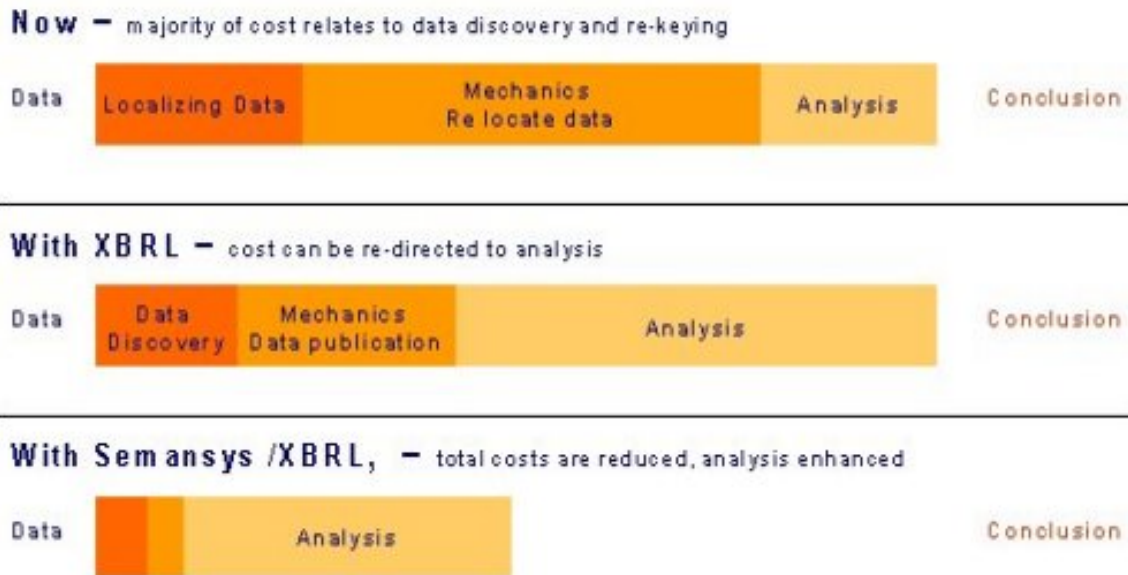 Now – majority of cost relates to data discovery and re-keying
Data Localizing Data Mechanics Analysis Conclusion
Re locate data
With XBRL – cost can be re-directed to analysis
Data Data Mechanics Analysis Conclusion
Discovery Data publication
With Semansys /XBRL, – total costs are reduced, analysis enhanced
Data Analysis Conclusion